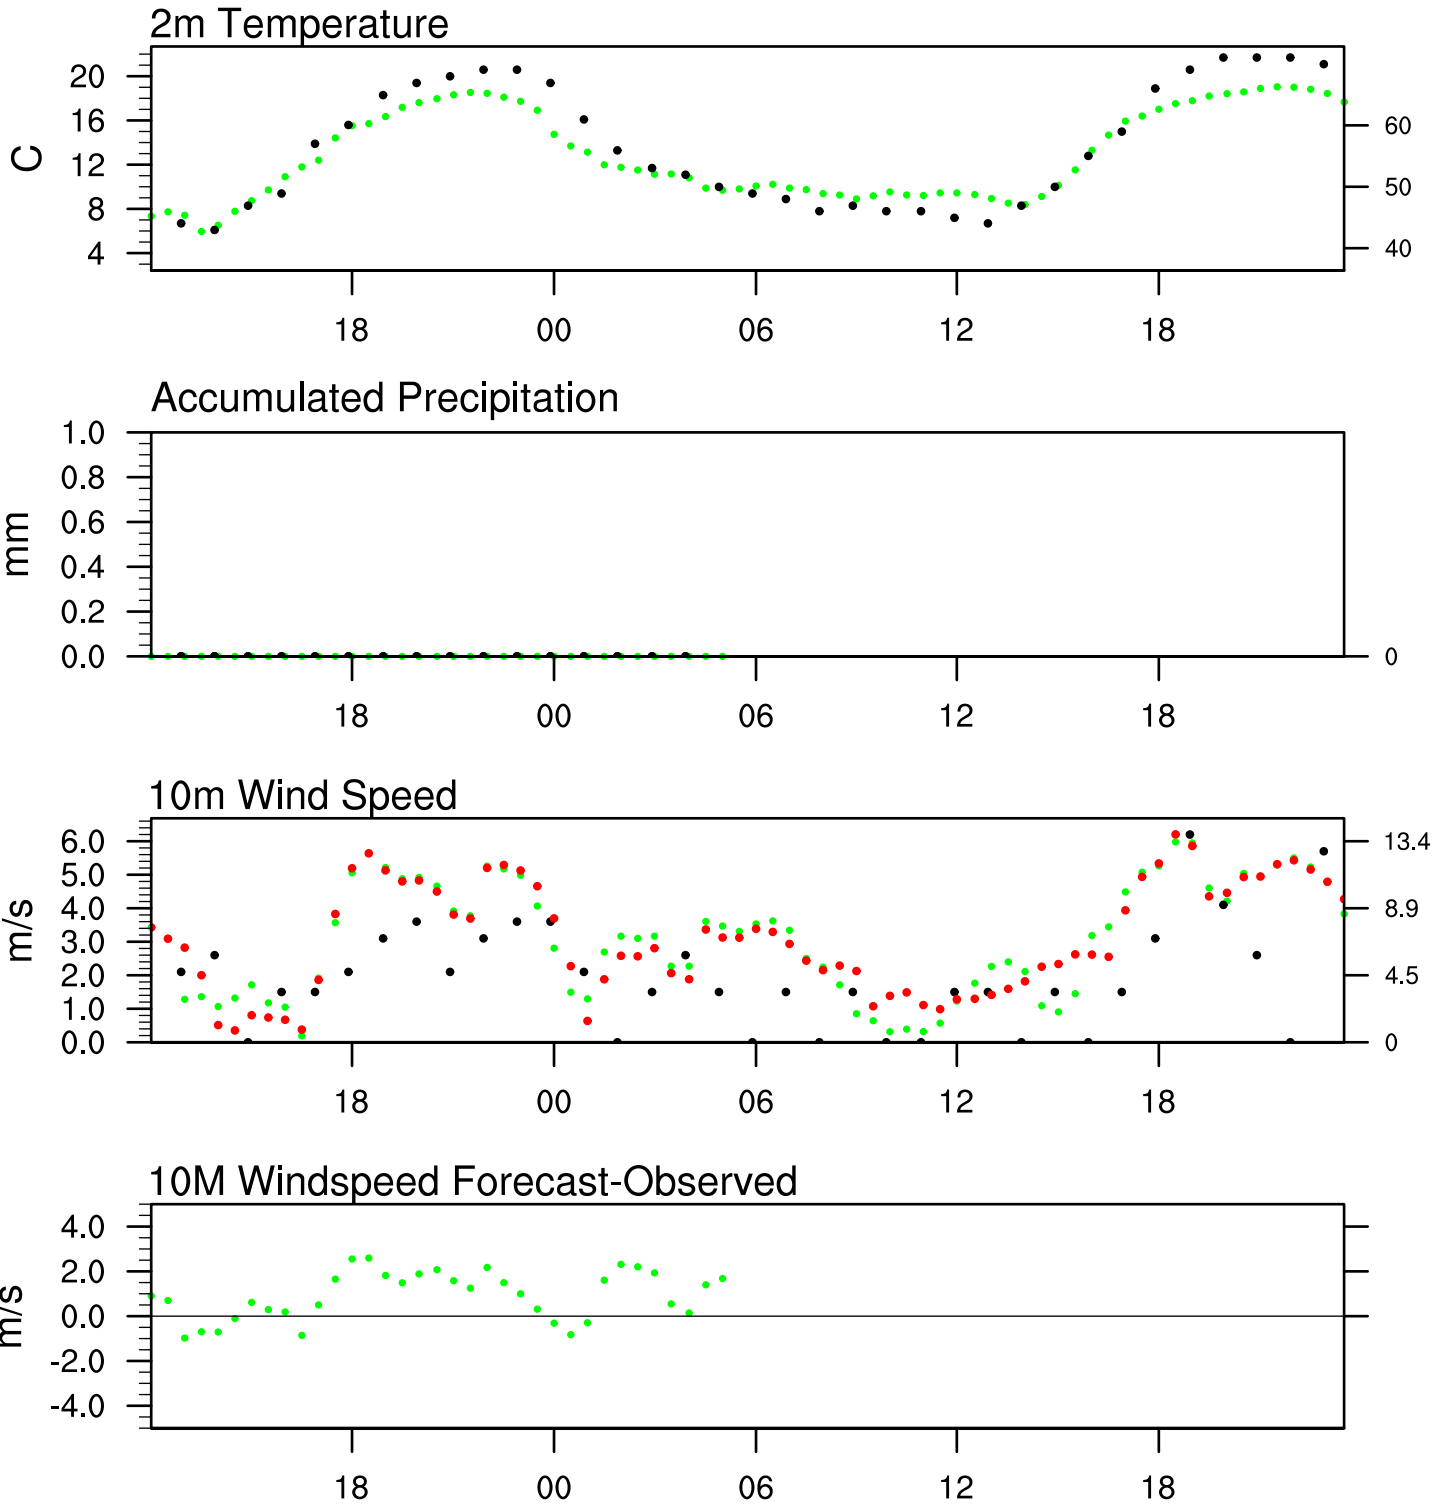 2m Temperature
20
16
12
8
4
C
60
50
40
18 00 06 12 18
Accumulated Precipitation
1.0
0.8
0.6
0.4
0.2
0.0
mm
0
18 00 06 12 18
10m Wind Speed
6.0
5.0
4.0
3.0
2.0
1.0
0.0
m/s
13.4
8.9
4.5
0
18 00 06 12 18
10M Windspeed Forecast-Observed
4.0
2.0
0.0
-2.0
-4.0
m/s
18 00 06 12 18